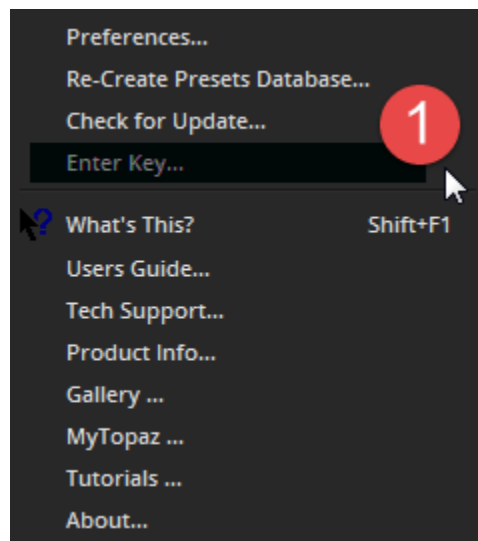 Preferences...
Re-Create Presets Database...
Check for Update...
1
Enter Key...
What's This? Shift+F1
Users Guide...
Tech Support...
Product Info...
Gallery ...
MyTopaz ...
Tutorials ...
About...